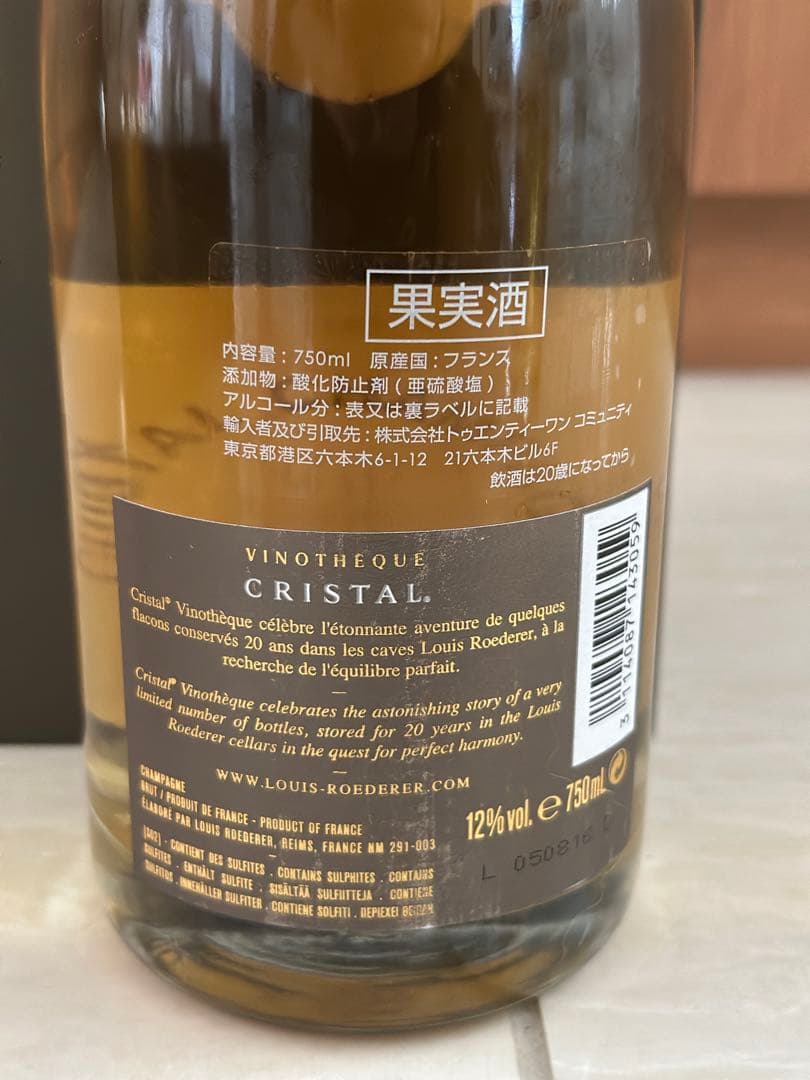 果実酒
内容量：750ml 原産国：フランス
添加物：酸化防止剤（亜硫酸塩）
アルコール分：表又は裏ラベルに記載
輸入者及び引取先：株式会社トゥエンティーワン コミュニティ
東京都港区六本木6-1-12 21六本木ビル6F
飲酒は20歳になってから
VINOTHÈQUE
CRISTAL®
Cristal® Vinothèque célèbre l'étonnante aventure de quelques
flacons conservés 20 ans dans les caves Louis Roederer, à la
recherche de l'équilibre parfait.
Cristal® Vinothèque celebrates the astonishing story of a very
limited number of bottles, stored for 20 years in the Louis
Roederer cellars in the quest for perfect harmony.
WWW.LOUIS-ROEDERER.COM
CHAMPAGNE
BRUT / PRODUIT DE FRANCE - PRODUCT OF FRANCE
ÉLABORÉ PAR LOUIS ROEDERER, REIMS, FRANCE NM 291-003
(SO2) - CONTIENT DES SULFITES . CONTAINS SULPHITES . CONTAINS
SULFITES . ENTHÄLT SULFITE . SISÄLTÄÄ SULFIITTEJA . CONTIENE
SULFITOS . INNEHÅLLER SULFITER . CONTIENE SOLFITI . DEPIEXEI
12%vol. e 750mL
L 050816
3 114087 143059